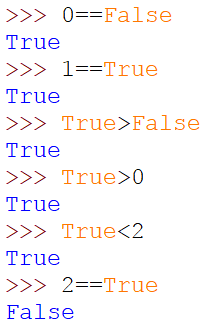 >>> 0==False
True
>>> 1==True
True
>>> True>False
True
>>> True>0
True
>>> True<2
True
>>> 2==True
False